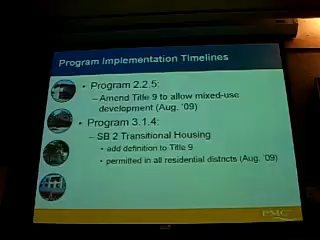 Program Implementation Timelines
• Program 2.2.5:
– Amend Title 9 to allow mixed-use
development (Aug. '09)
• Program 3.1.4:
– SB 2 Transitional Housing
• add definition to Title 9
• permitted in all residential districts (Aug. '09)
PMC